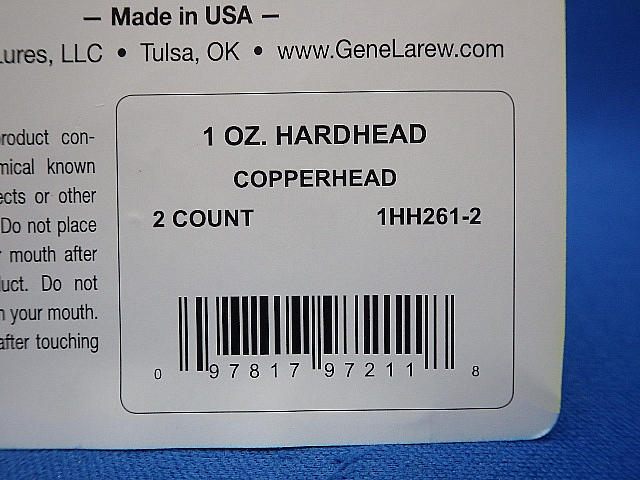 — Made in USA —
ures, LLC • Tulsa, OK • www.GeneLarew.com
roduct con-
mical known
ects or other
Do not place
r mouth after
uct. Do not
n your mouth.
after touching
1 OZ. HARDHEAD
COPPERHEAD
2 COUNT 1HH261-2
0 97817 97211 8